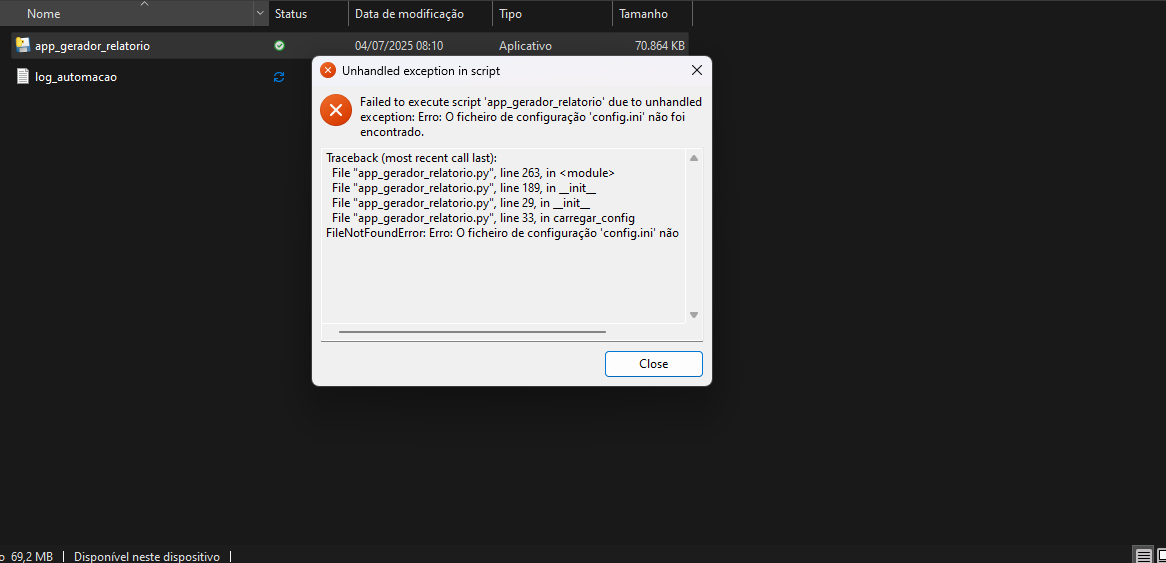 Nome Status Data de modificação Tipo Tamanho
app_gerador_relatorio 04/07/2025 08:10 Aplicativo 70.864 KB
log_automacao
Unhandled exception in script
Failed to execute script 'app_gerador_relatorio' due to unhandled
exception: Erro: O ficheiro de configuração 'config.ini' não foi
encontrado.
Traceback (most recent call last):
File "app_gerador_relatorio.py", line 263, in <module>
File "app_gerador_relatorio.py", line 189, in __init__
File "app_gerador_relatorio.py", line 29, in __init__
File "app_gerador_relatorio.py", line 33, in carregar_config
FileNotFoundError: Erro: O ficheiro de configuração 'config.ini' não
Close
o 69,2 MB | Disponível neste dispositivo |